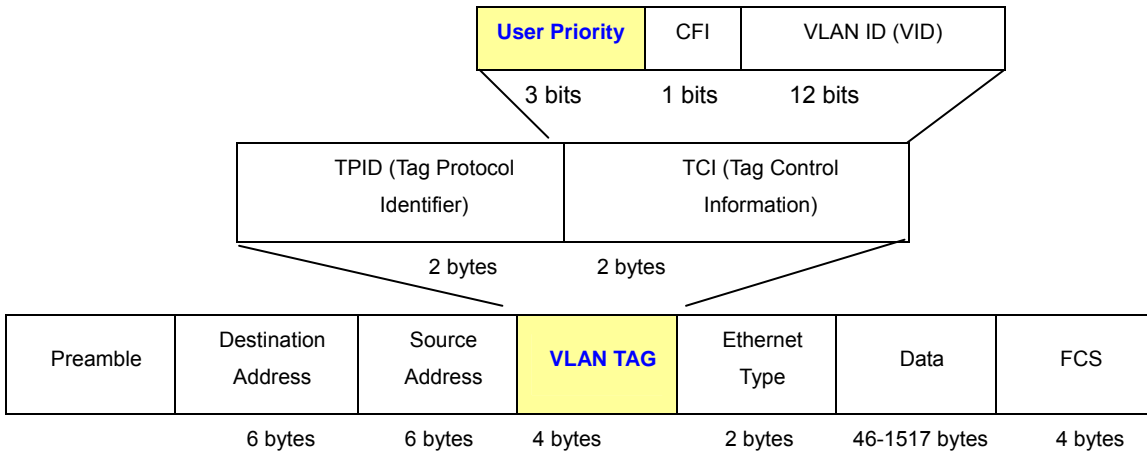 User Priority CFI VLAN ID (VID)
3 bits 1 bits 12 bits
TPID (Tag Protocol
Identifier)
TCI (Tag Control
Information)
2 bytes 2 bytes
Preamble
Destination
Address
Source
Address
VLAN TAG
Ethernet
Type
Data
FCS
6 bytes 6 bytes 4 bytes 2 bytes 46-1517 bytes 4 bytes